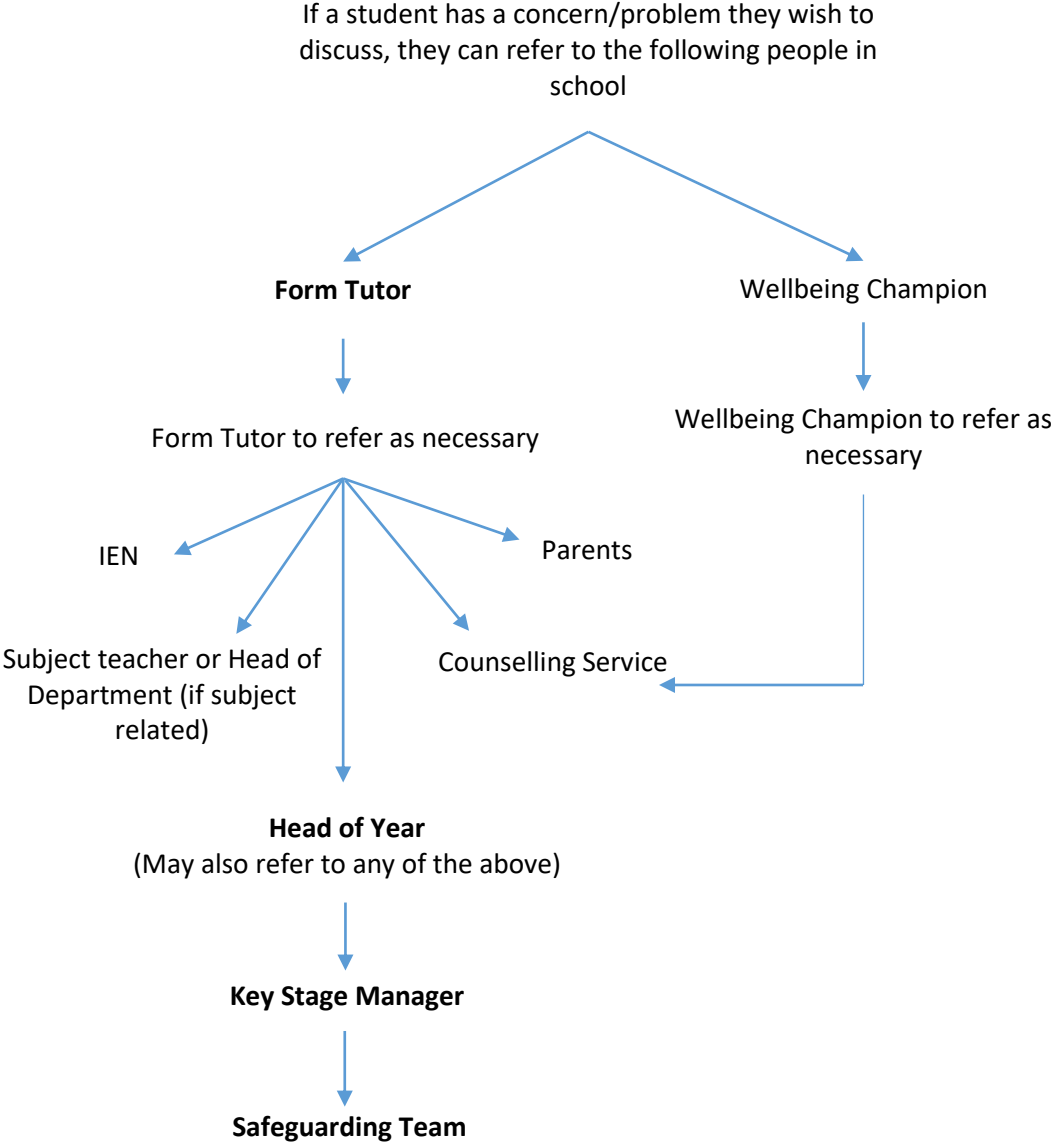 If a student has a concern/problem they wish to
discuss, they can refer to the following people in
school
Form Tutor
Wellbeing Champion
Form Tutor to refer as necessary
Wellbeing Champion to refer as
necessary
IEN
Parents
Subject teacher or Head of
Department (if subject
related)
Counselling Service
Head of Year
(May also refer to any of the above)
Key Stage Manager
Safeguarding Team